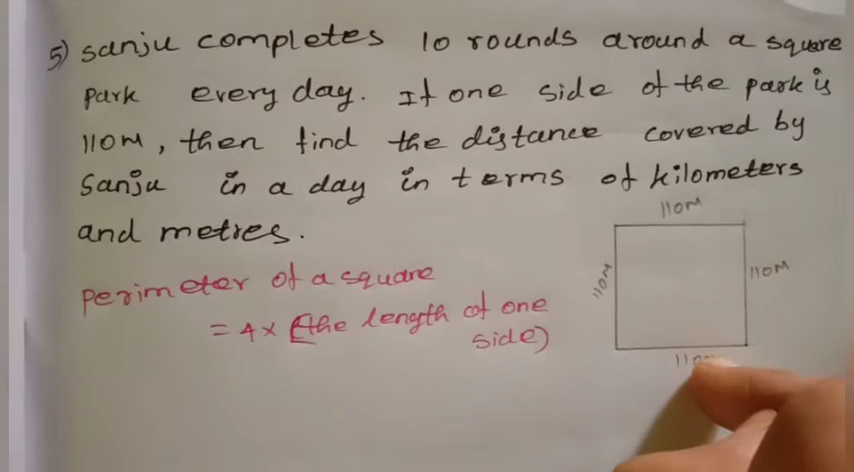 5) sanju completes 10 rounds around a square
park every day. If one side of the park is
110M, then find the distance covered by
Sanju in a day in terms of kilometers
and metres.
110M
110M
110M
perimeter of a square
= 4 × (the length of one
side)